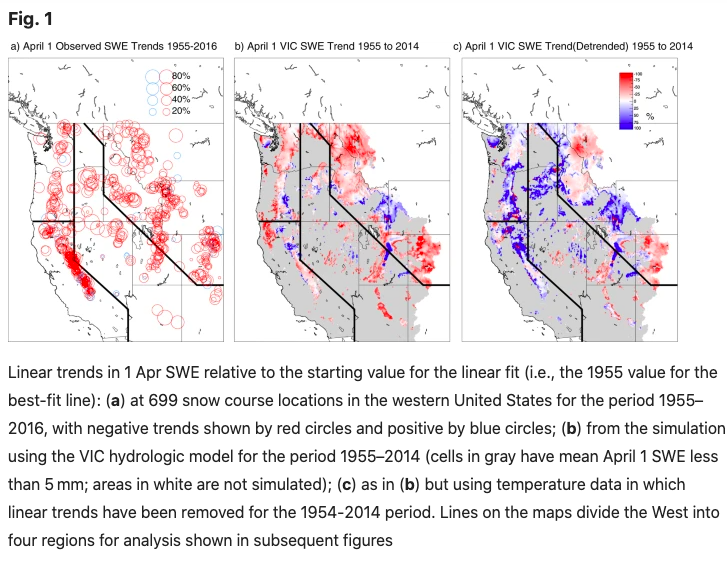 Fig. 1
a) April 1 Observed SWE Trends 1955-2016
b) April 1 VIC SWE Trend 1955 to 2014
c) April 1 VIC SWE Trend(Detrended) 1955 to 2014
80%
60%
40%
20%
%
Linear trends in 1 Apr SWE relative to the starting value for the linear fit (i.e., the 1955 value for the
best-fit line): (a) at 699 snow course locations in the western United States for the period 1955–
2016, with negative trends shown by red circles and positive by blue circles; (b) from the simulation
using the VIC hydrologic model for the period 1955–2014 (cells in gray have mean April 1 SWE less
than 5 mm; areas in white are not simulated); (c) as in (b) but using temperature data in which
linear trends have been removed for the 1954-2014 period. Lines on the maps divide the West into
four regions for analysis shown in subsequent figures